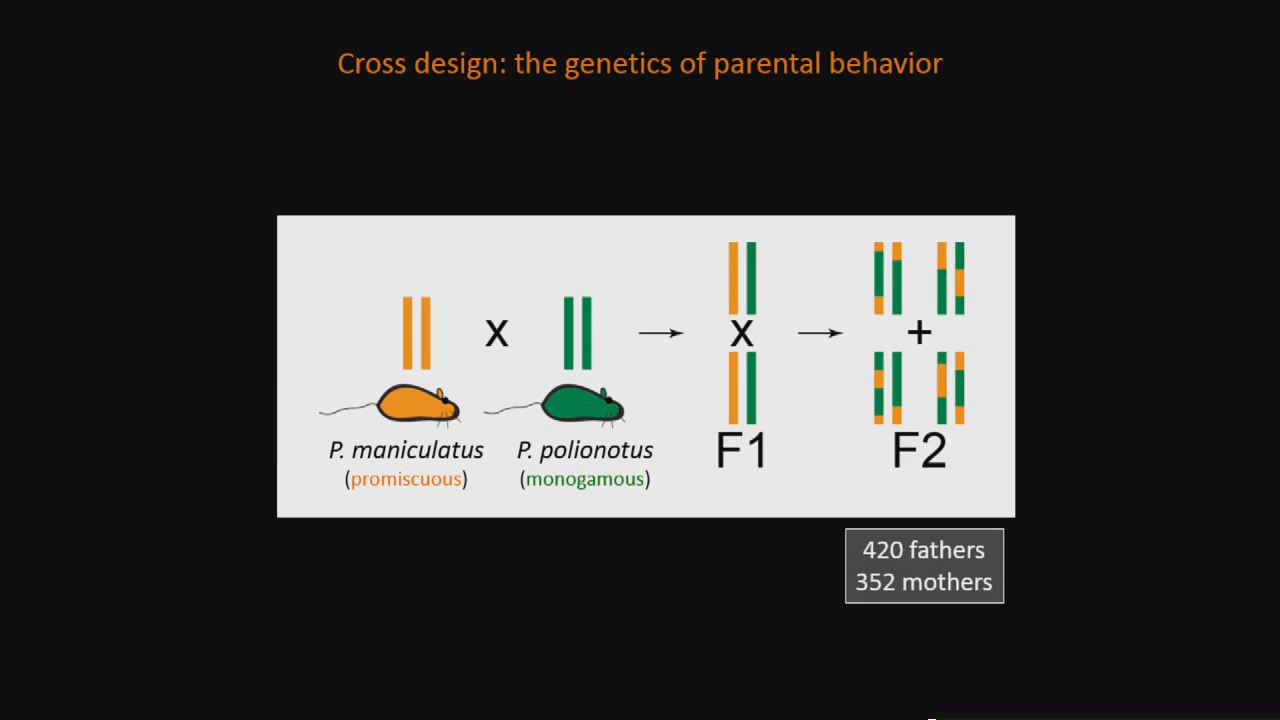 Cross design: the genetics of parental behavior
x
x
+
P. maniculatus
(promiscuous)
P. polionotus
(monogamous)
F1
F2
420 fathers
352 mothers